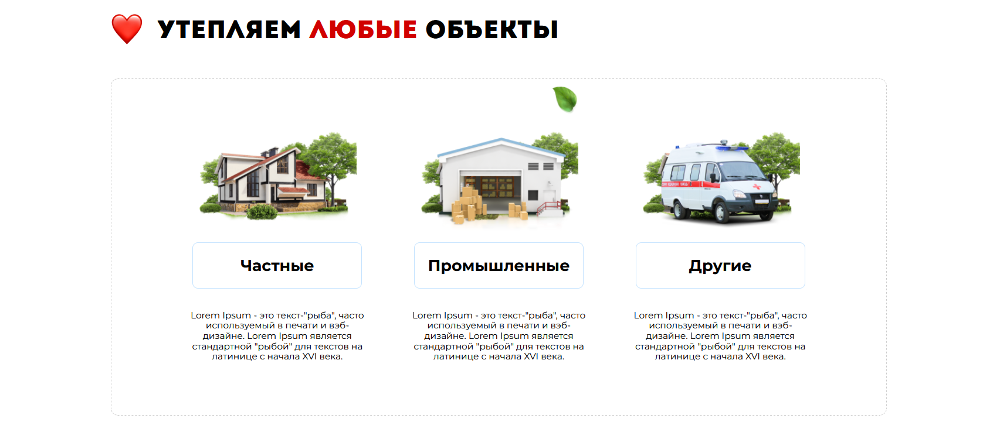 УТЕПЛЯЕМ ЛЮБЫЕ ОБЪЕКТЫ
Частные
Промышленные
Другие
Lorem Ipsum - это текст-"рыба", часто
используемый в печати и вэб-
дизайне. Lorem Ipsum является
стандартной "рыбой" для текстов на
латинице с начала XVI века.
Lorem Ipsum - это текст-"рыба", часто
используемый в печати и вэб-
дизайне. Lorem Ipsum является
стандартной "рыбой" для текстов на
латинице с начала XVI века.
Lorem Ipsum - это текст-"рыба", часто
используемый в печати и вэб-
дизайне. Lorem Ipsum является
стандартной "рыбой" для текстов на
латинице с начала XVI века.